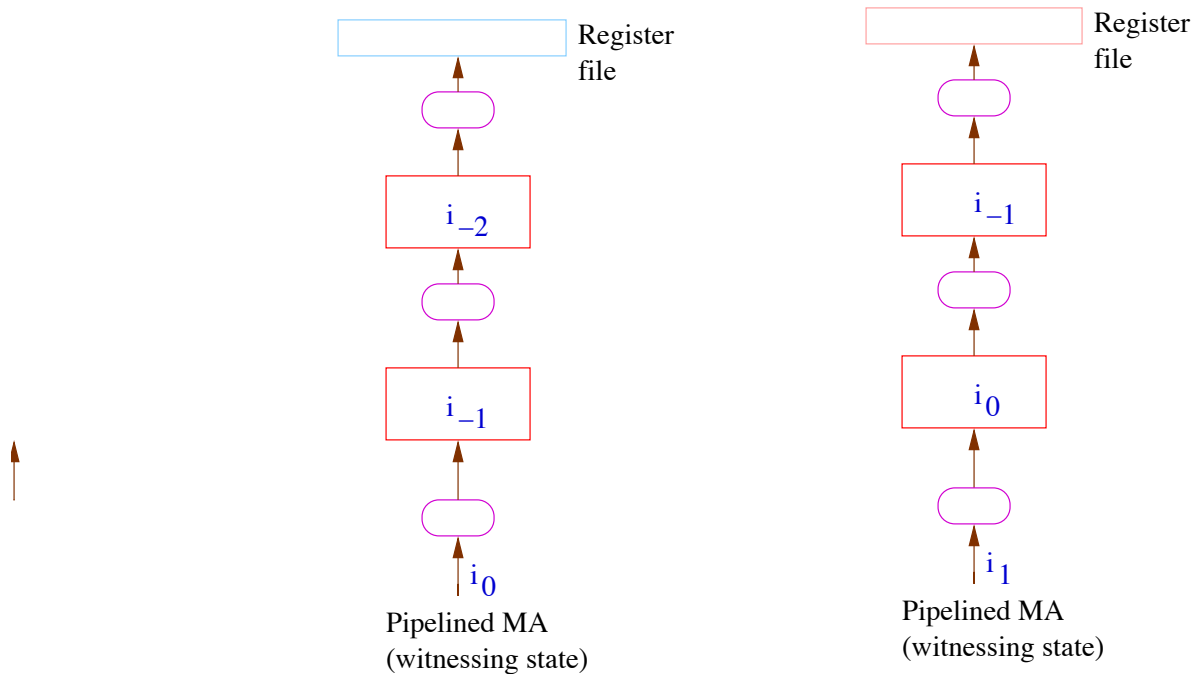 Register
file
i–2
i–1
i0
Pipelined MA
(witnessing state)
Register
file
i–1
i0
i1
Pipelined MA
(witnessing state)